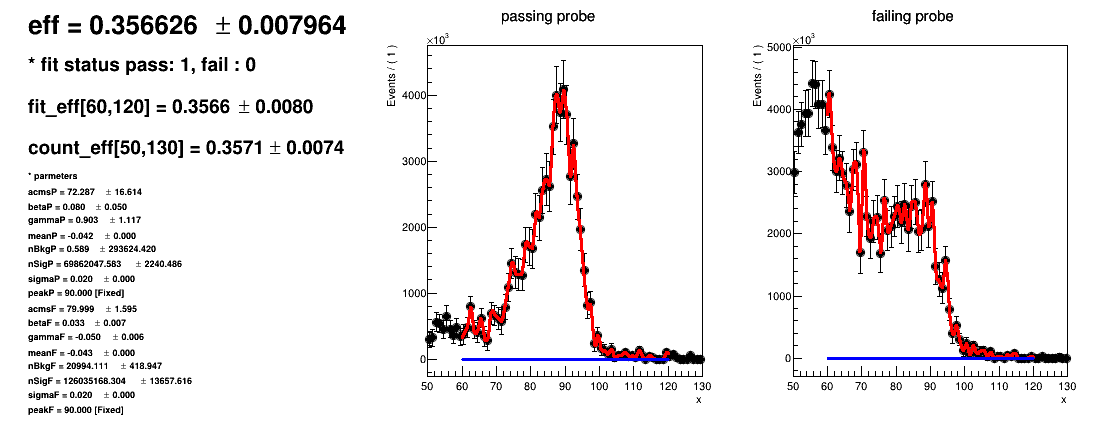 eff = 0.356626 ± 0.007964
* fit status pass: 1, fail : 0
fit_eff[60,120] = 0.3566 ± 0.0080
count_eff[50,130] = 0.3571 ± 0.0074
* parmeters
acmsP = 72.287 ± 16.614
betaP = 0.080 ± 0.050
gammaP = 0.903 ± 1.117
meanP = -0.042 ± 0.000
nBkgP = 0.589 ± 293624.420
nSigP = 69862047.583 ± 2240.486
sigmaP = 0.020 ± 0.000
peakP = 90.000 [Fixed]
acmsF = 79.999 ± 1.595
betaF = 0.033 ± 0.007
gammaF = -0.050 ± 0.006
meanF = -0.043 ± 0.000
nBkgF = 20994.111 ± 418.947
nSigF = 126035168.304 ± 13657.616
sigmaF = 0.020 ± 0.000
peakF = 90.000 [Fixed]
passing probe
×10³
Events / ( 1 )
4000
3000
2000
1000
0
50 60 70 80 90 100 110 120 130
x
failing probe
×10³
Events / ( 1 )
5000
4000
3000
2000
1000
0
50 60 70 80 90 100 110 120 130
x